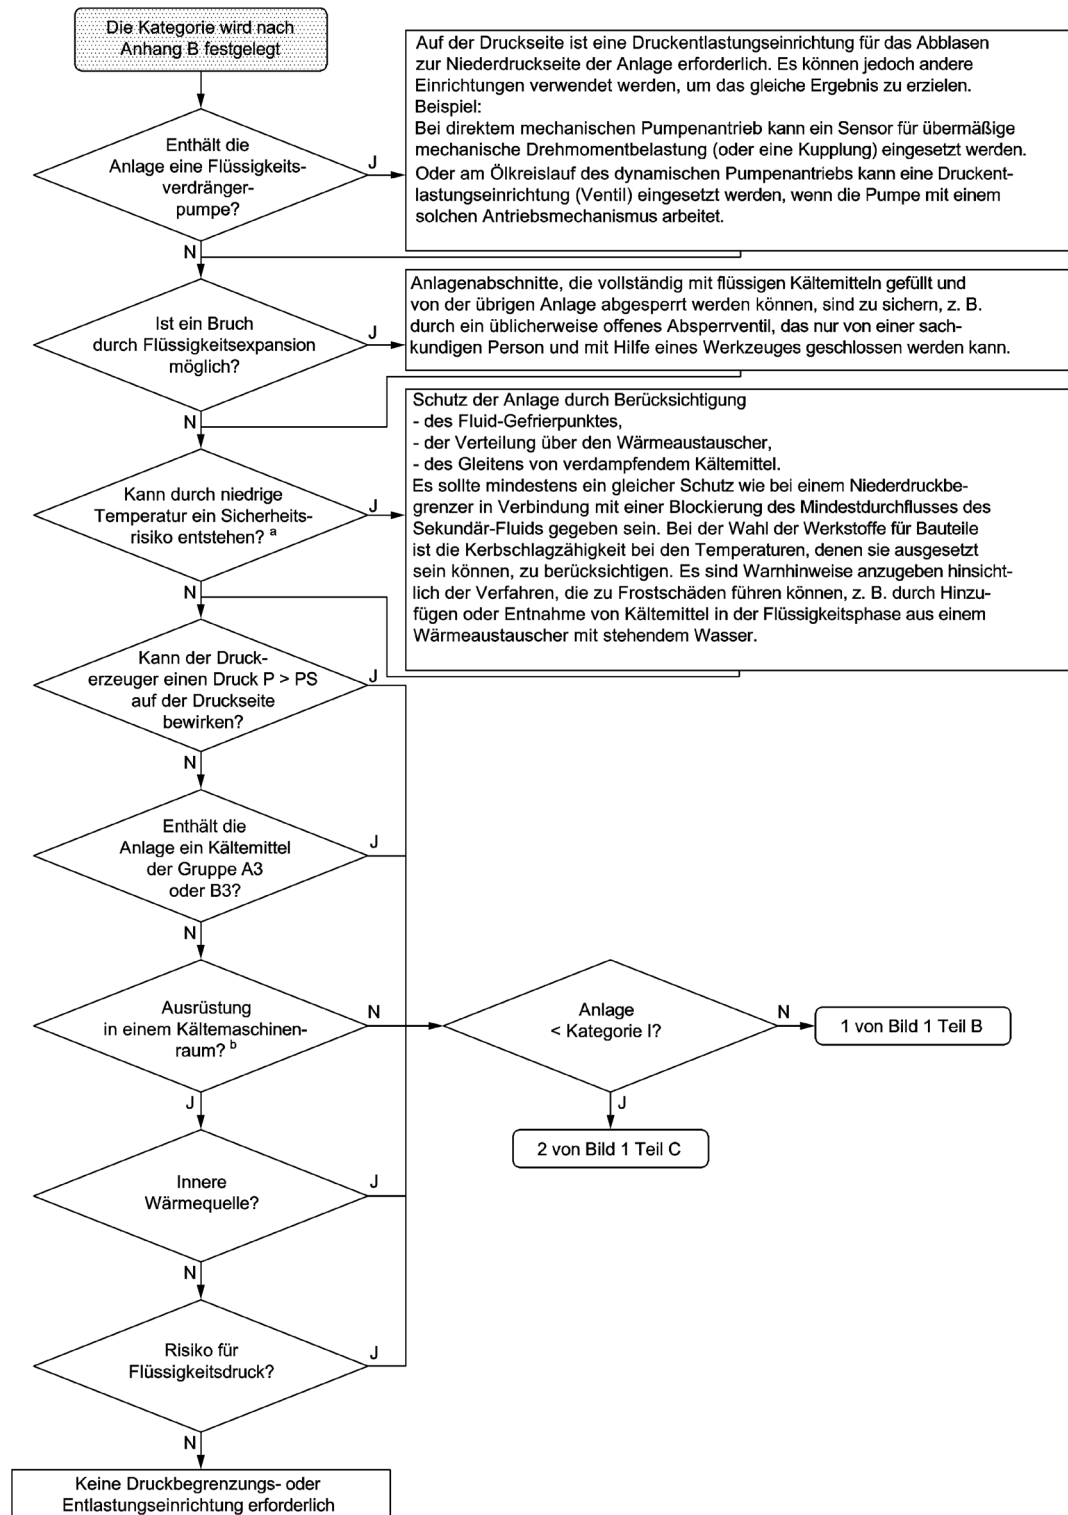 Die Kategorie wird nach
Anhang B festgelegt
Auf der Druckseite ist eine Druckentlastungseinrichtung für das Abblasen
zur Niederdruckseite der Anlage erforderlich. Es können jedoch andere
Einrichtungen verwendet werden, um das gleiche Ergebnis zu erzielen.
Beispiel:
Bei direktem mechanischen Pumpenantrieb kann ein Sensor für übermäßige
mechanische Drehmomentbelastung (oder eine Kupplung) eingesetzt werden.
Oder am Ölkreislauf des dynamischen Pumpenantriebs kann eine Druckent-
lastungseinrichtung (Ventil) eingesetzt werden, wenn die Pumpe mit einem
solchen Antriebsmechanismus arbeitet.
Enthält die
Anlage eine Flüssigkeits-
verdränger-
pumpe?
J
N
Anlagenabschnitte, die vollständig mit flüssigen Kältemitteln gefüllt und
von der übrigen Anlage abgesperrt werden können, sind zu sichern, z. B.
durch ein üblicherweise offenes Absperrventil, das nur von einer sach-
kundigen Person und mit Hilfe eines Werkzeuges geschlossen werden kann.
Ist ein Bruch
durch Flüssigkeitsexpansion
möglich?
J
N
Schutz der Anlage durch Berücksichtigung
- des Fluid-Gefrierpunktes,
- der Verteilung über den Wärmeaustauscher,
- des Gleitens von verdampfendem Kältemittel.
Es sollte mindestens ein gleicher Schutz wie bei einem Niederdruckbe-
grenzer in Verbindung mit einer Blockierung des Mindestdurchflusses des
Sekundär-Fluids gegeben sein. Bei der Wahl der Werkstoffe für Bauteile
ist die Kerbschlagzähigkeit bei den Temperaturen, denen sie ausgesetzt
sein können, zu berücksichtigen. Es sind Warnhinweise anzugeben hinsicht-
lich der Verfahren, die zu Frostschäden führen können, z. B. durch Hinzu-
fügen oder Entnahme von Kältemittel in der Flüssigkeitsphase aus einem
Wärmeaustauscher mit stehendem Wasser.
Kann durch niedrige
Temperatur ein Sicherheits-
risiko entstehen? a
J
N
Kann der Druck-
erzeuger einen Druck P > PS
auf der Druckseite
bewirken?
J
N
Enthält die
Anlage ein Kältemittel
der Gruppe A3
oder B3?
J
N
Ausrüstung
in einem Kältemaschinen-
raum? b
N
J
Anlage
< Kategorie I?
N
1 von Bild 1 Teil B
J
2 von Bild 1 Teil C
Innere
Wärmequelle?
J
N
Risiko für
Flüssigkeitsdruck?
J
N
Keine Druckbegrenzungs- oder
Entlastungseinrichtung erforderlich